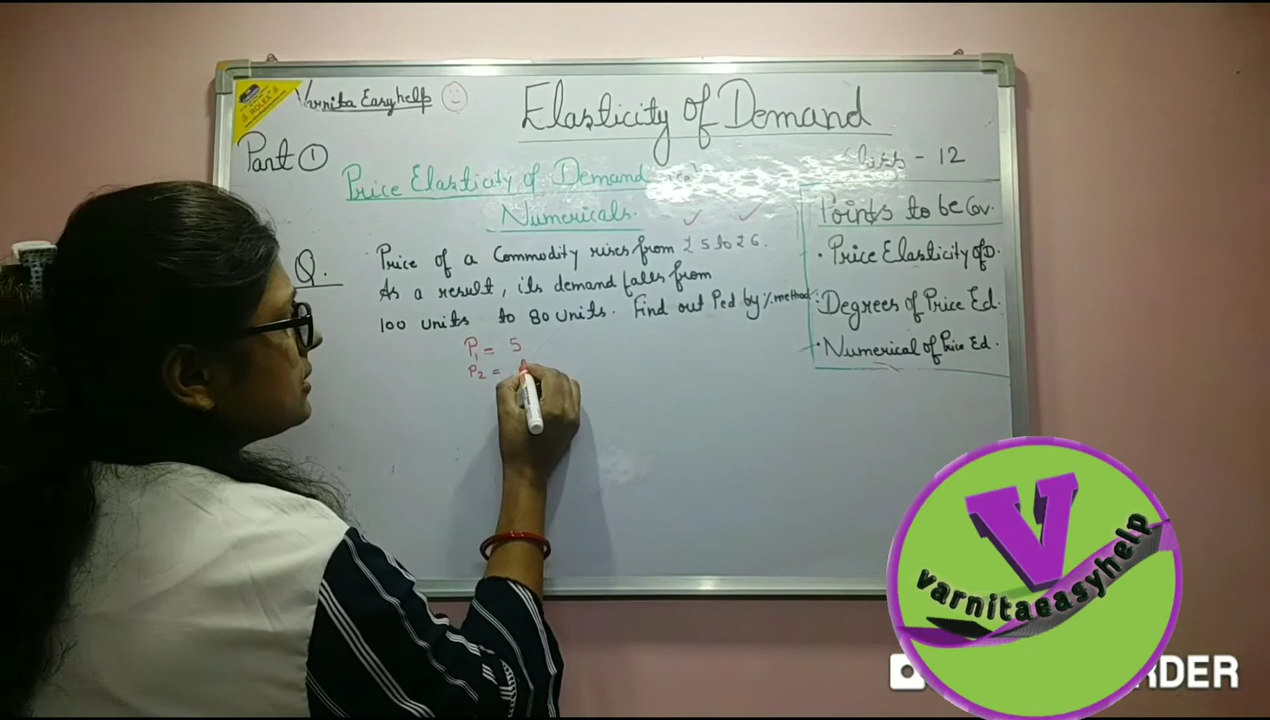 Varnita Easyhelp
Elasticity of Demand
Part ①
Class - 12
Price Elasticity of Demand
Numericals.
Points to be Cov.
Q. Price of a Commodity rises from ₹ 5 to ₹ 6.
As a result, its demand falls from
100 units to 80 units. Find out Ped by %method.
• Price Elasticity of D.
• Degrees of Price Ed.
• Numerical of Price Ed.
P1 = 5
P2 =
V
varnitaeasyhelp
RDER